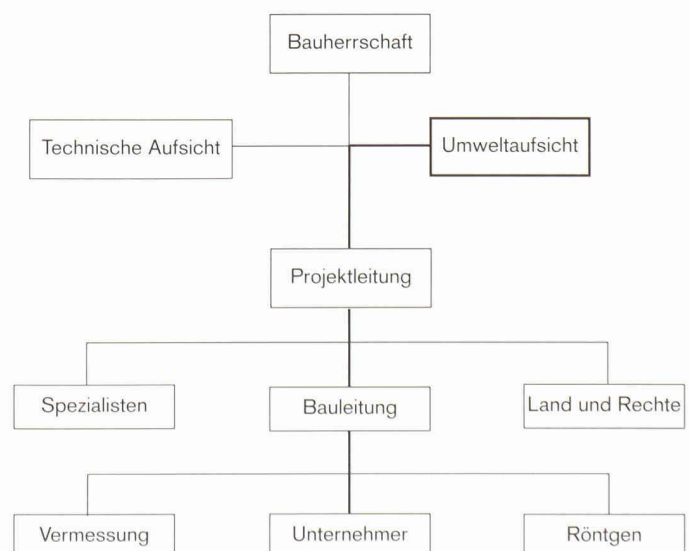 Bauherrschaft
Technische Aufsicht
Umweltaufsicht
Projektleitung
Spezialisten
Bauleitung
Land und Rechte
Vermessung
Unternehmer
Röntgen